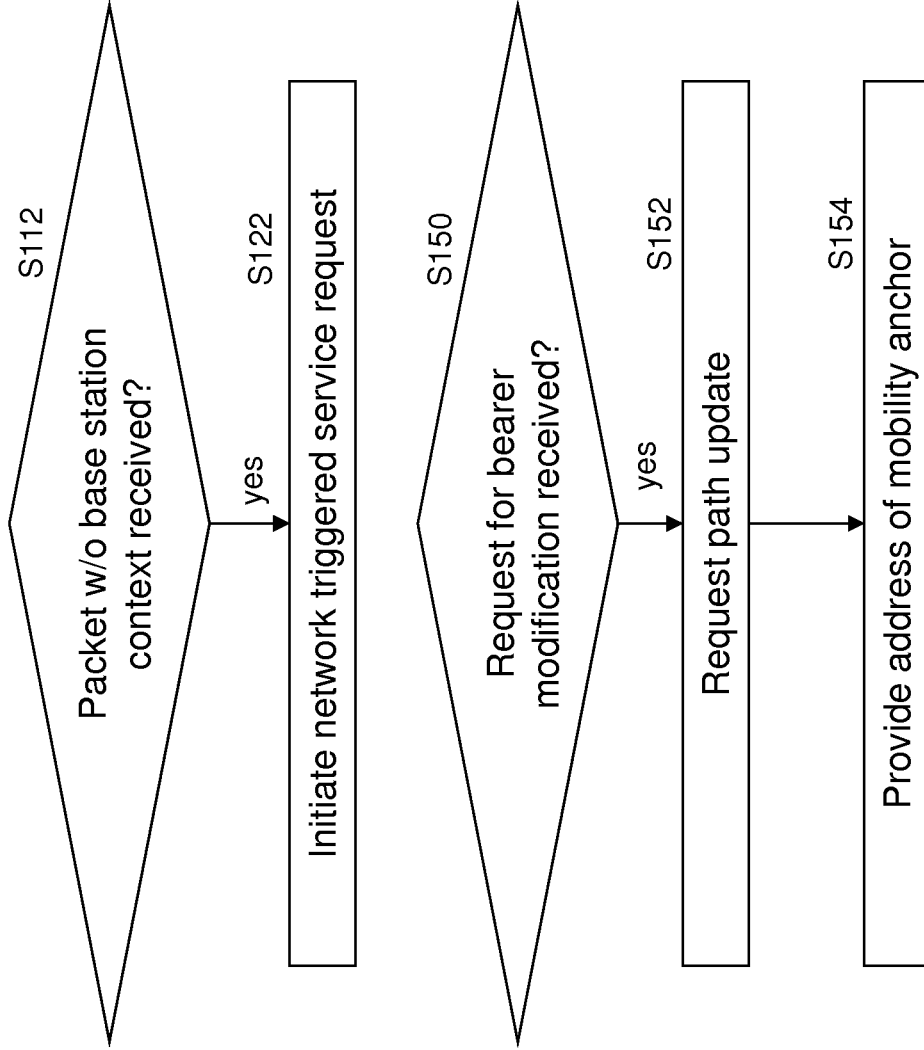 S112
Packet w/o base station
context received?
yes
S122
Initiate network triggered service request
S150
Request for bearer
modification received?
yes
S152
Request path update
S154
Provide address of mobility anchor